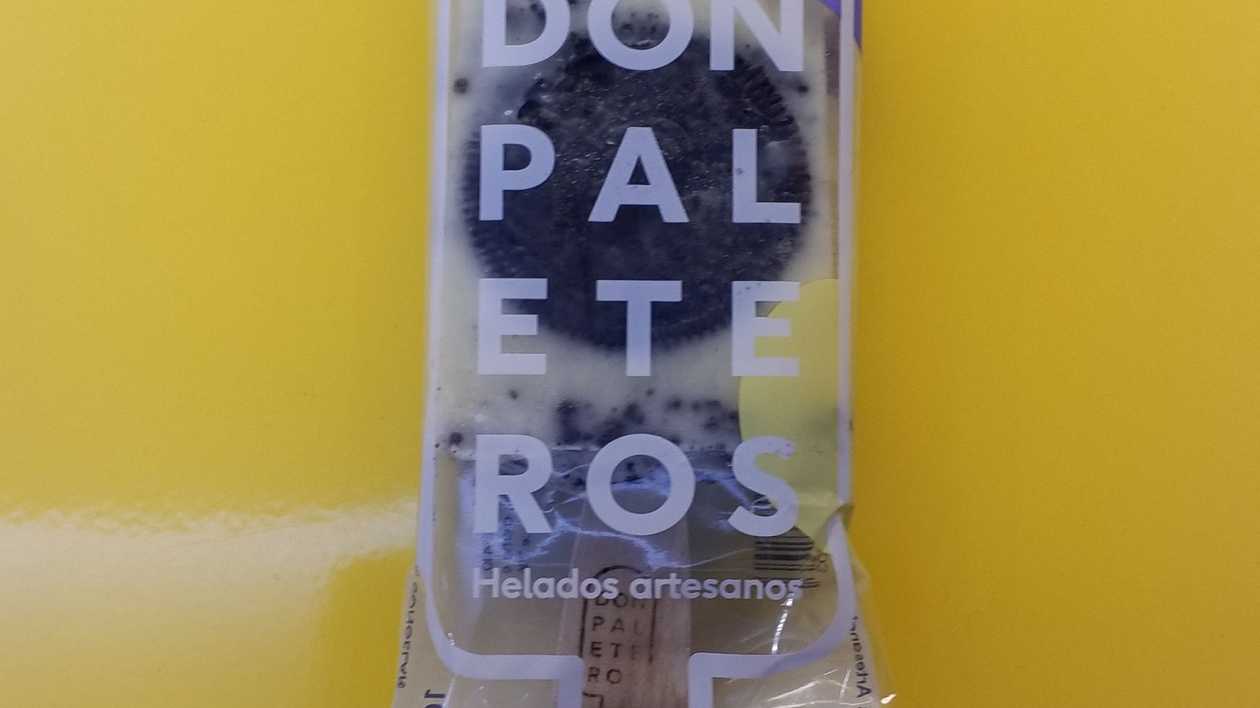 DON
PAL
ETE
ROS
Helados artesanos
DON
PAL
ETE
RO